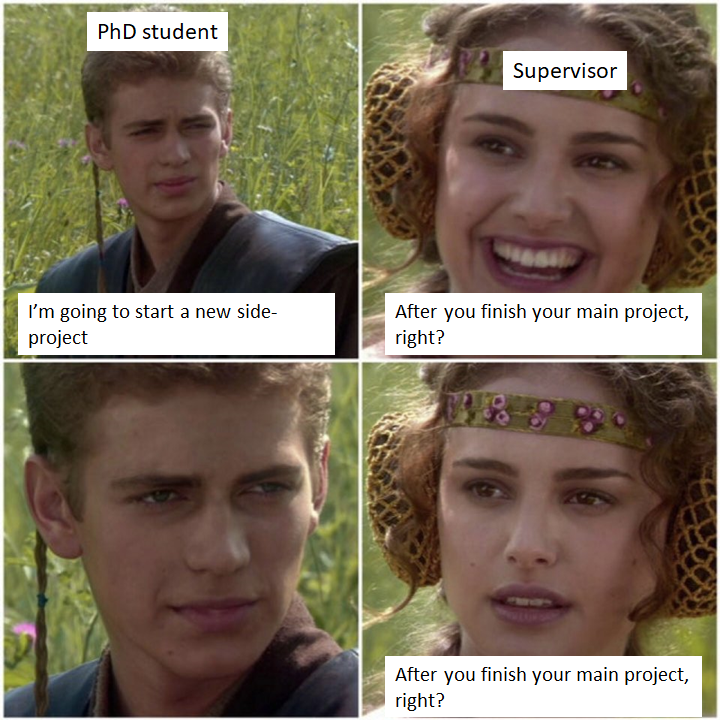 PhD student
Supervisor
I'm going to start a new side-
project
After you finish your main project,
right?
After you finish your main project,
right?